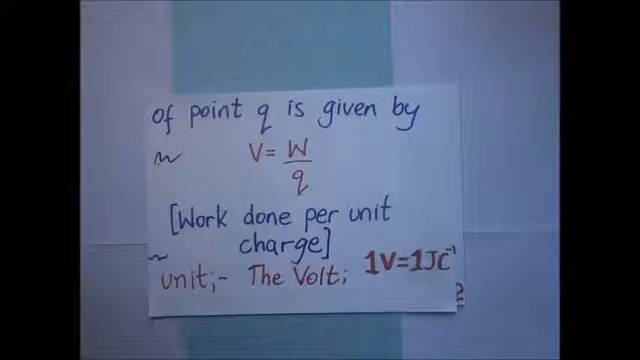 of point q is given by
V = W/q
[Work done per unit
charge]
unit;- The Volt; 1V=1JC⁻¹